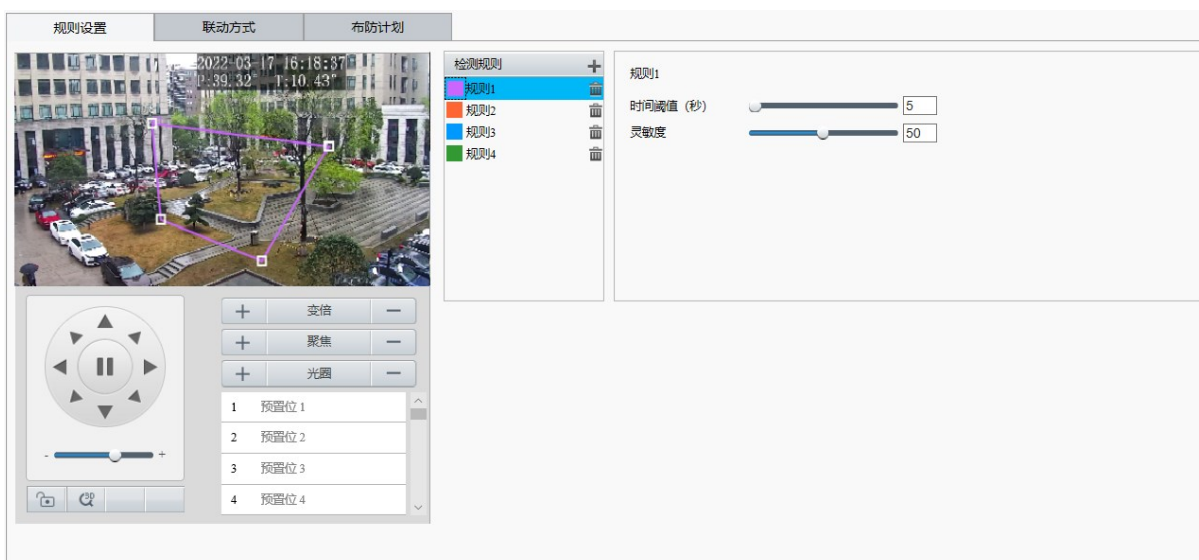 规则设置 联动方式 布防计划
2022-03-17 16:18:37
P:39.32° T:10.43°
检测规则 +
规则1
规则2
规则3
规则4
规则1
时间阈值（秒） 5
灵敏度 50
+ 变倍 −
+ 聚焦 −
+ 光圈 −
- +
3D
1 预置位 1
2 预置位 2
3 预置位 3
4 预置位 4